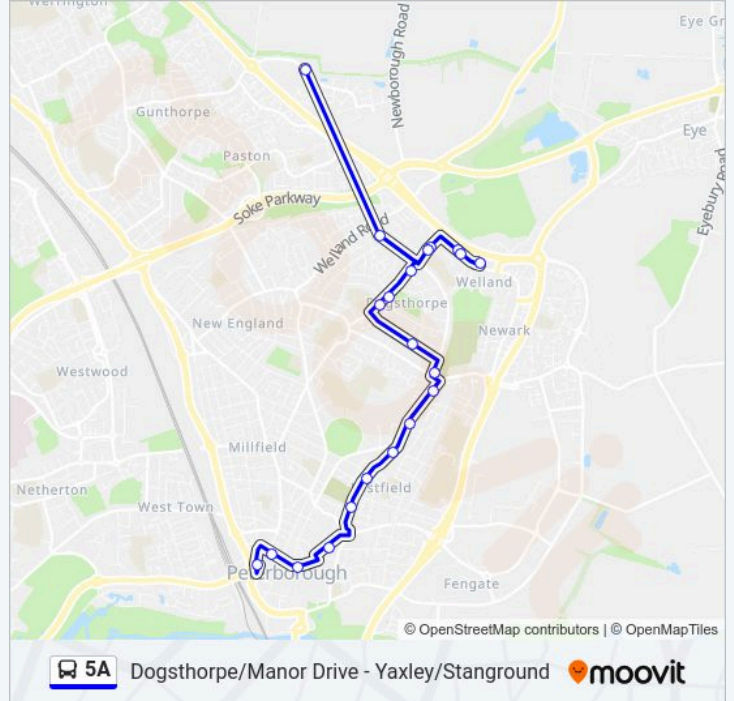 Werrington
Newborough Road
Eye Gr
Gunthorpe
Eye
Paston
Eyebury Road
Soke Parkway
Welland Road
Welland
Dogsthorpe
New England
Newark
Westwood
Millfield
Netherton
stfield
West Town
Peterborough
Fengate
© OpenStreetMap contributors | © OpenMapTiles
5A Dogsthorpe/Manor Drive - Yaxley/Stanground moovit